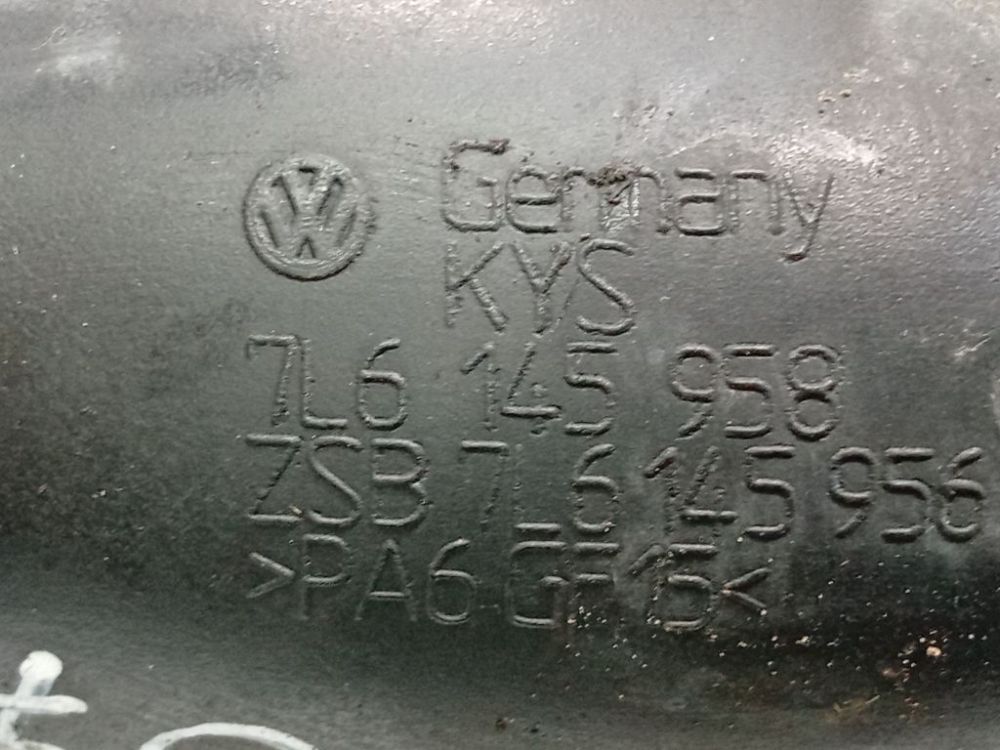 Germany
KYS
7L6 145 958
ZSB 7L6 145 956
>PA6 GF15<